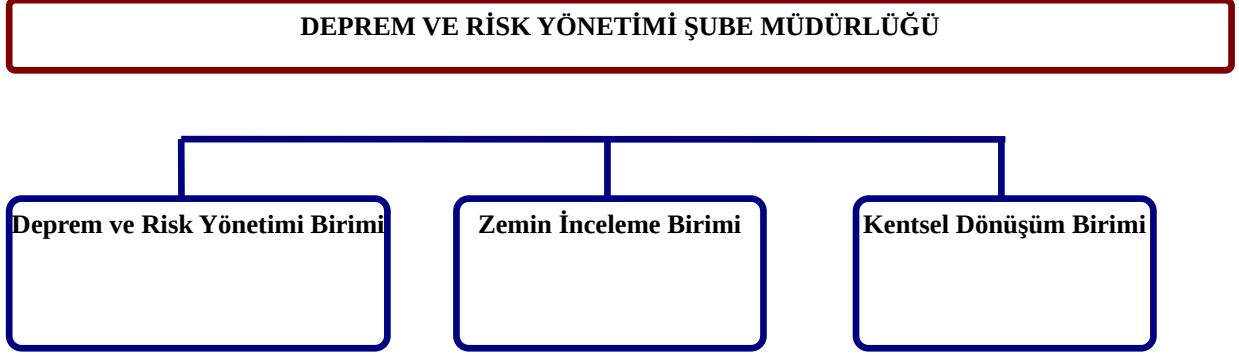 DEPREM VE RİSK YÖNETİMİ ŞUBE MÜDÜRLÜĞÜ
Deprem ve Risk Yönetimi Birimi
Zemin İnceleme Birimi
Kentsel Dönüşüm Birimi